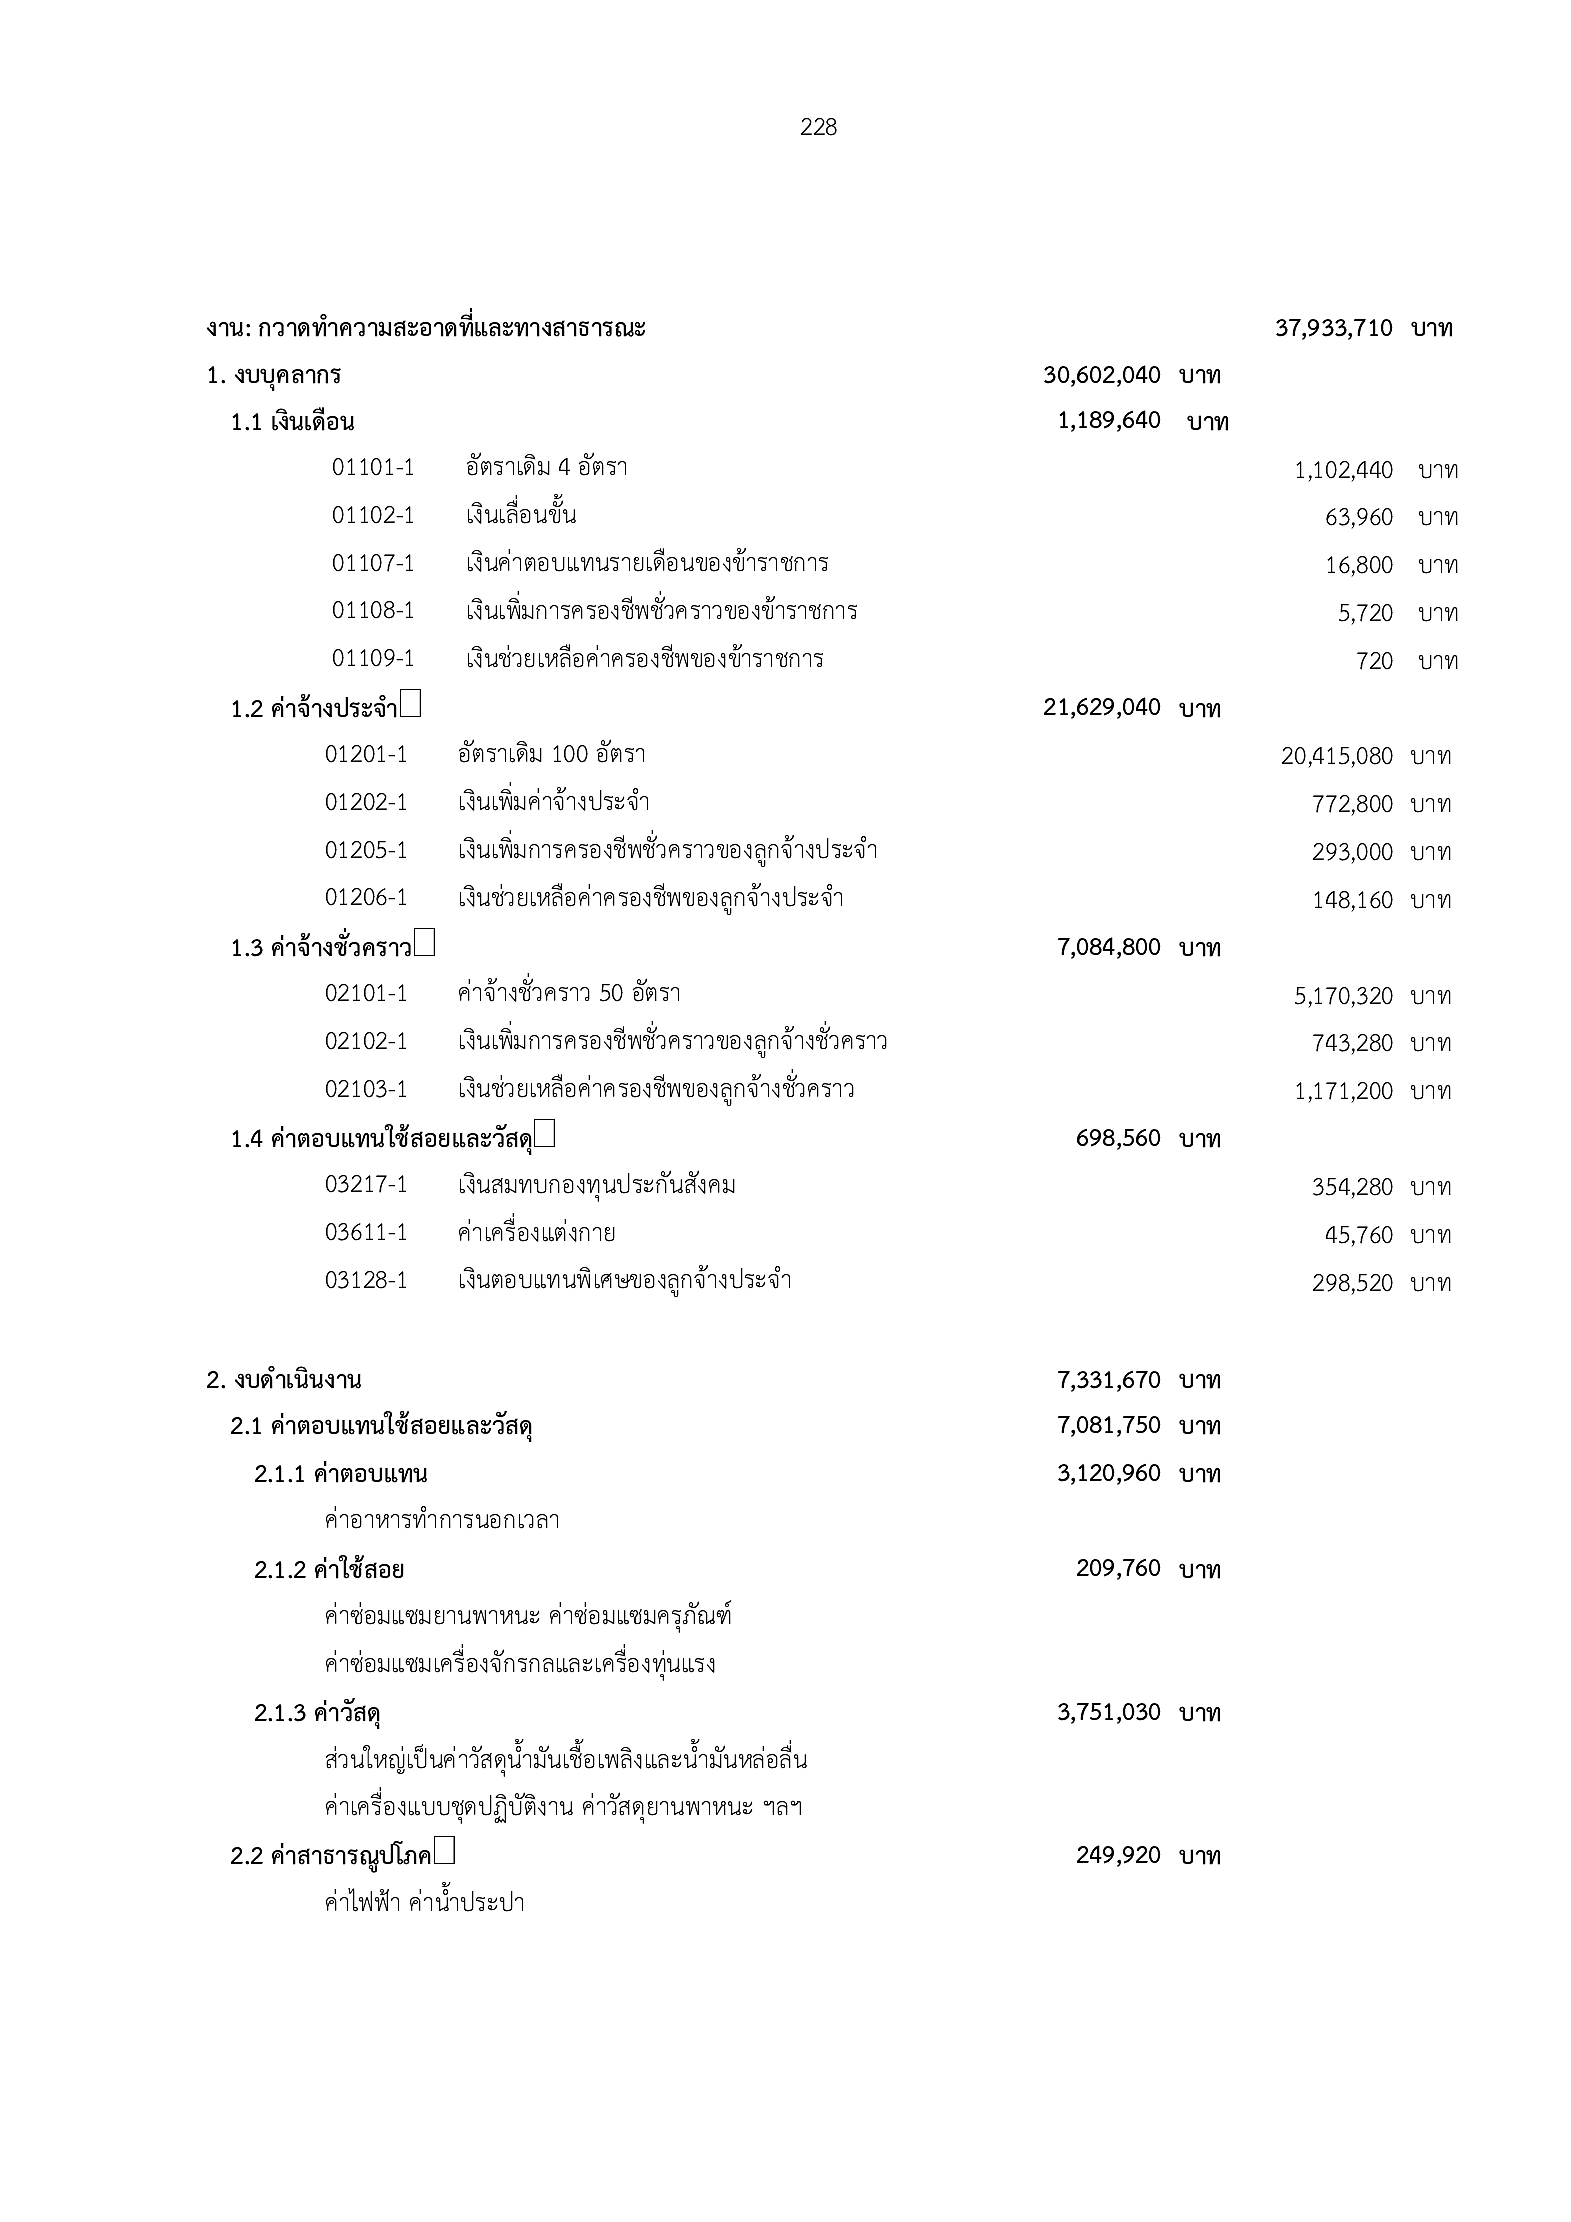 228
งาน: กวาดทำความสะอาดที่และทางสาธารณะ 37,933,710 บาท
1. งบบุคลากร 30,602,040 บาท
1.1 เงินเดือน 1,189,640 บาท
01101-1 อัตราเดิม 4 อัตรา 1,102,440 บาท
01102-1 เงินเลื่อนขั้น 63,960 บาท
01107-1 เงินค่าตอบแทนรายเดือนของข้าราชการ 16,800 บาท
01108-1 เงินเพิ่มการครองชีพชั่วคราวของข้าราชการ 5,720 บาท
01109-1 เงินช่วยเหลือค่าครองชีพของข้าราชการ 720 บาท
1.2 ค่าจ้างประจำ 21,629,040 บาท
01201-1 อัตราเดิม 100 อัตรา 20,415,080 บาท
01202-1 เงินเพิ่มค่าจ้างประจำ 772,800 บาท
01205-1 เงินเพิ่มการครองชีพชั่วคราวของลูกจ้างประจำ 293,000 บาท
01206-1 เงินช่วยเหลือค่าครองชีพของลูกจ้างประจำ 148,160 บาท
1.3 ค่าจ้างชั่วคราว 7,084,800 บาท
02101-1 ค่าจ้างชั่วคราว 50 อัตรา 5,170,320 บาท
02102-1 เงินเพิ่มการครองชีพชั่วคราวของลูกจ้างชั่วคราว 743,280 บาท
02103-1 เงินช่วยเหลือค่าครองชีพของลูกจ้างชั่วคราว 1,171,200 บาท
1.4 ค่าตอบแทนใช้สอยและวัสดุ 698,560 บาท
03217-1 เงินสมทบกองทุนประกันสังคม 354,280 บาท
03611-1 ค่าเครื่องแต่งกาย 45,760 บาท
03128-1 เงินตอบแทนพิเศษของลูกจ้างประจำ 298,520 บาท
2. งบดำเนินงาน 7,331,670 บาท
2.1 ค่าตอบแทนใช้สอยและวัสดุ 7,081,750 บาท
2.1.1 ค่าตอบแทน 3,120,960 บาท
ค่าอาหารทำการนอกเวลา
2.1.2 ค่าใช้สอย 209,760 บาท
ค่าซ่อมแซมยานพาหนะ ค่าซ่อมแซมครุภัณฑ์
ค่าซ่อมแซมเครื่องจักรกลและเครื่องทุ่นแรง
2.1.3 ค่าวัสดุ 3,751,030 บาท
ส่วนใหญ่เป็นค่าวัสดุน้ำมันเชื้อเพลิงและน้ำมันหล่อลื่น
ค่าเครื่องแบบชุดปฏิบัติงาน ค่าวัสดุยานพาหนะ ฯลฯ
2.2 ค่าสาธารณูปโภค 249,920 บาท
ค่าไฟฟ้า ค่าน้ำประปา